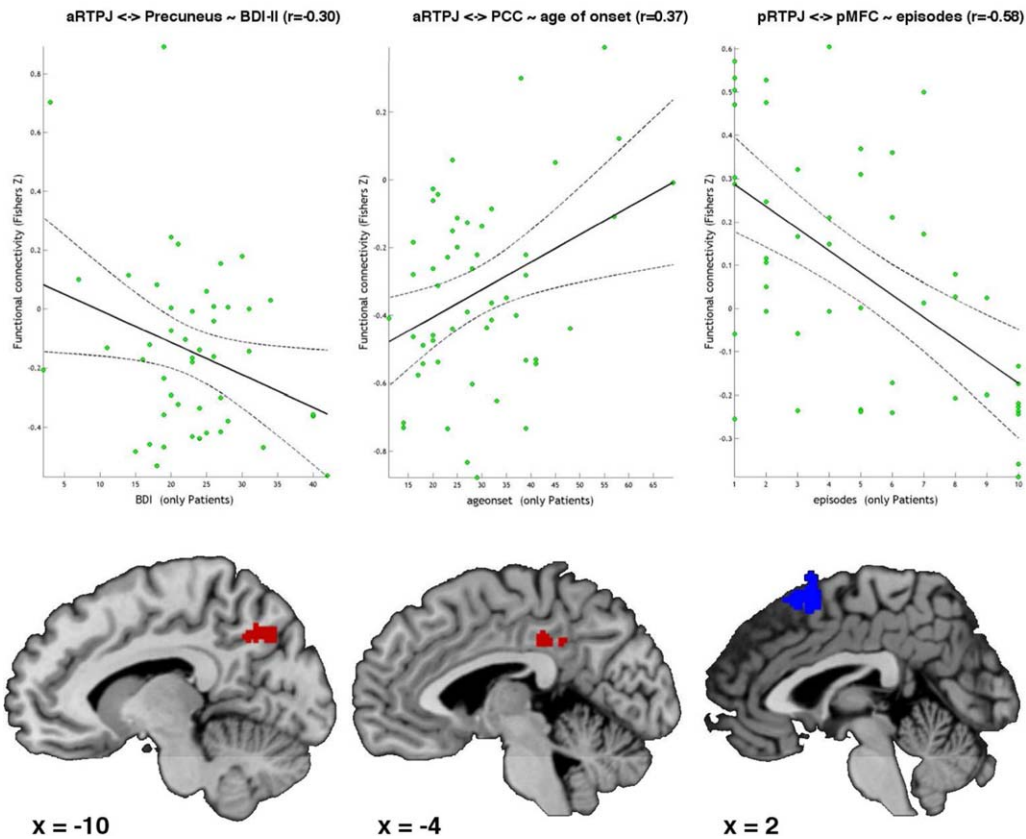 aRTPJ <-> Precuneus ~ BDI-II (r=-0.30)
aRTPJ <-> PCC ~ age of onset (r=0.37)
pRTPJ <-> pMFC ~ episodes (r=-0.58)
Functional connectivity (Fishers Z)
0.8
0.6
0.4
0.2
0
-0.2
-0.4
5 10 15 20 25 30 35 40
BDI (only Patients)
Functional connectivity (Fishers Z)
0.2
0
-0.2
-0.4
-0.6
-0.8
15 20 25 30 35 40 45 50 55 60 65
ageonset (only Patients)
Functional connectivity (Fishers Z)
0.6
0.5
0.4
0.3
0.2
0.1
0
-0.1
-0.2
-0.3
1 2 3 4 5 6 7 8 9 10
episodes (only Patients)
x = -10
x = -4
x = 2